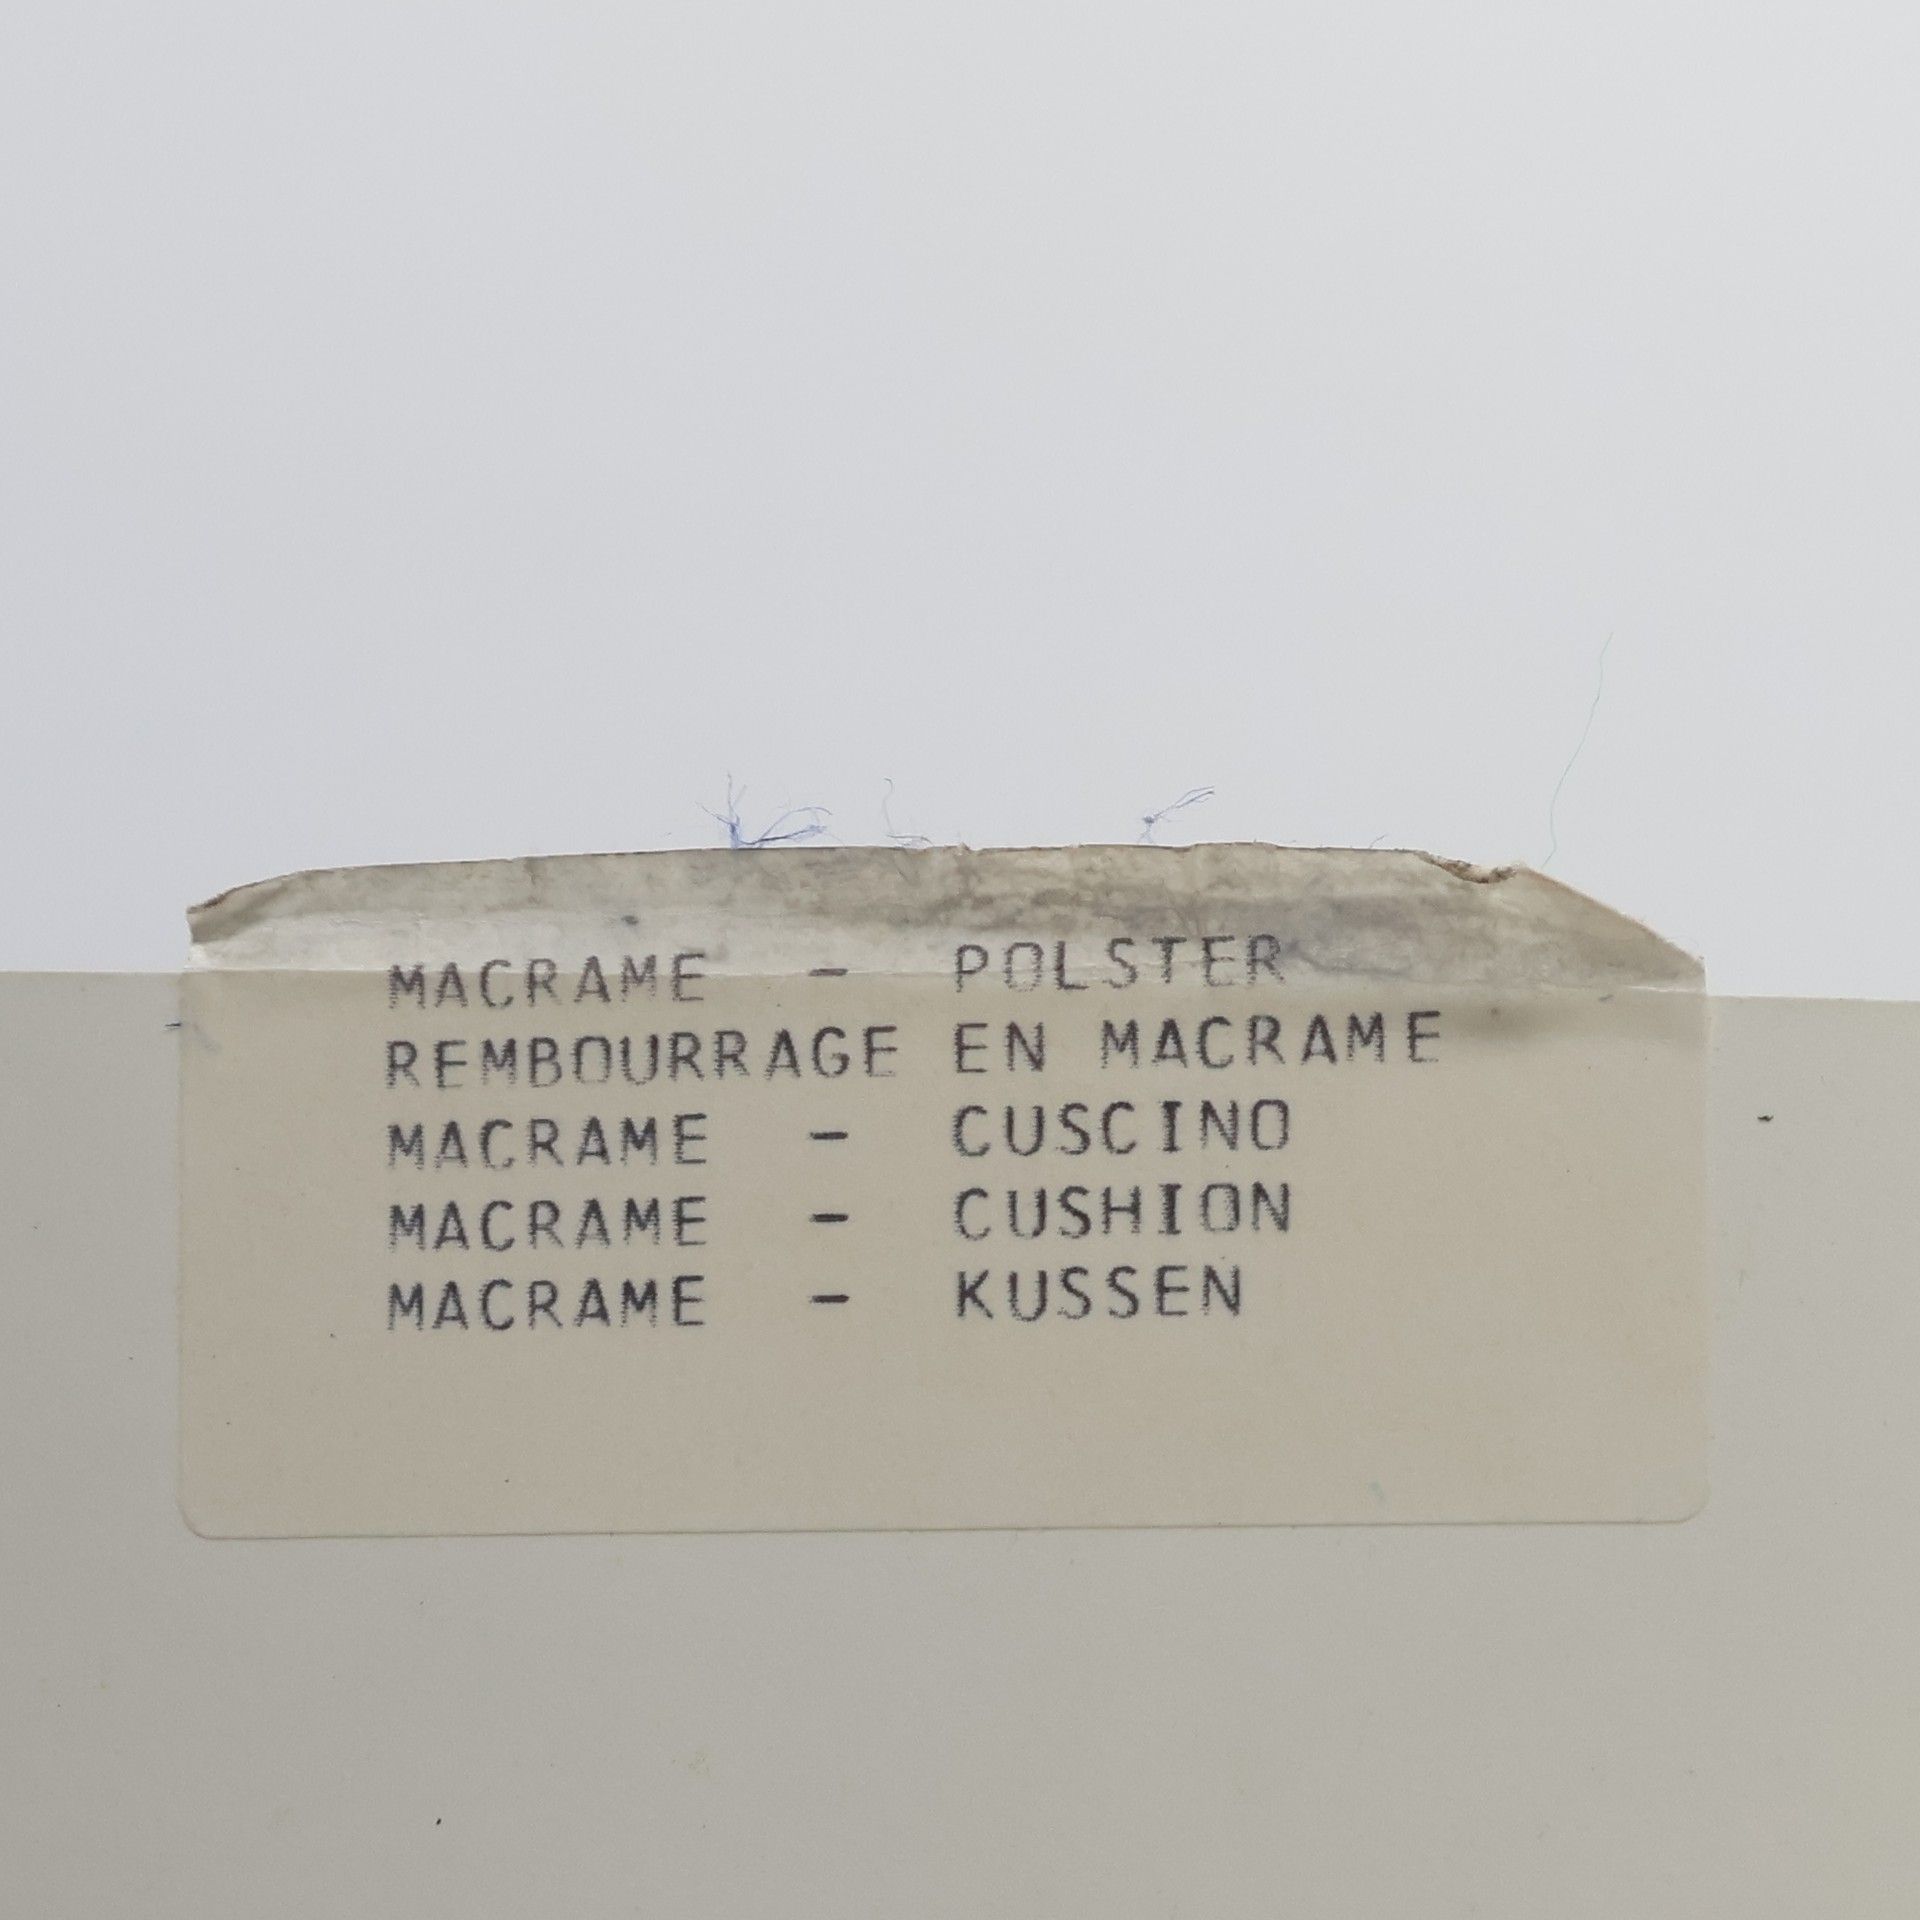 MACRAME - POLSTER
REMBOURRAGE EN MACRAME
MACRAME - CUSCINO
MACRAME - CUSHION
MACRAME - KUSSEN